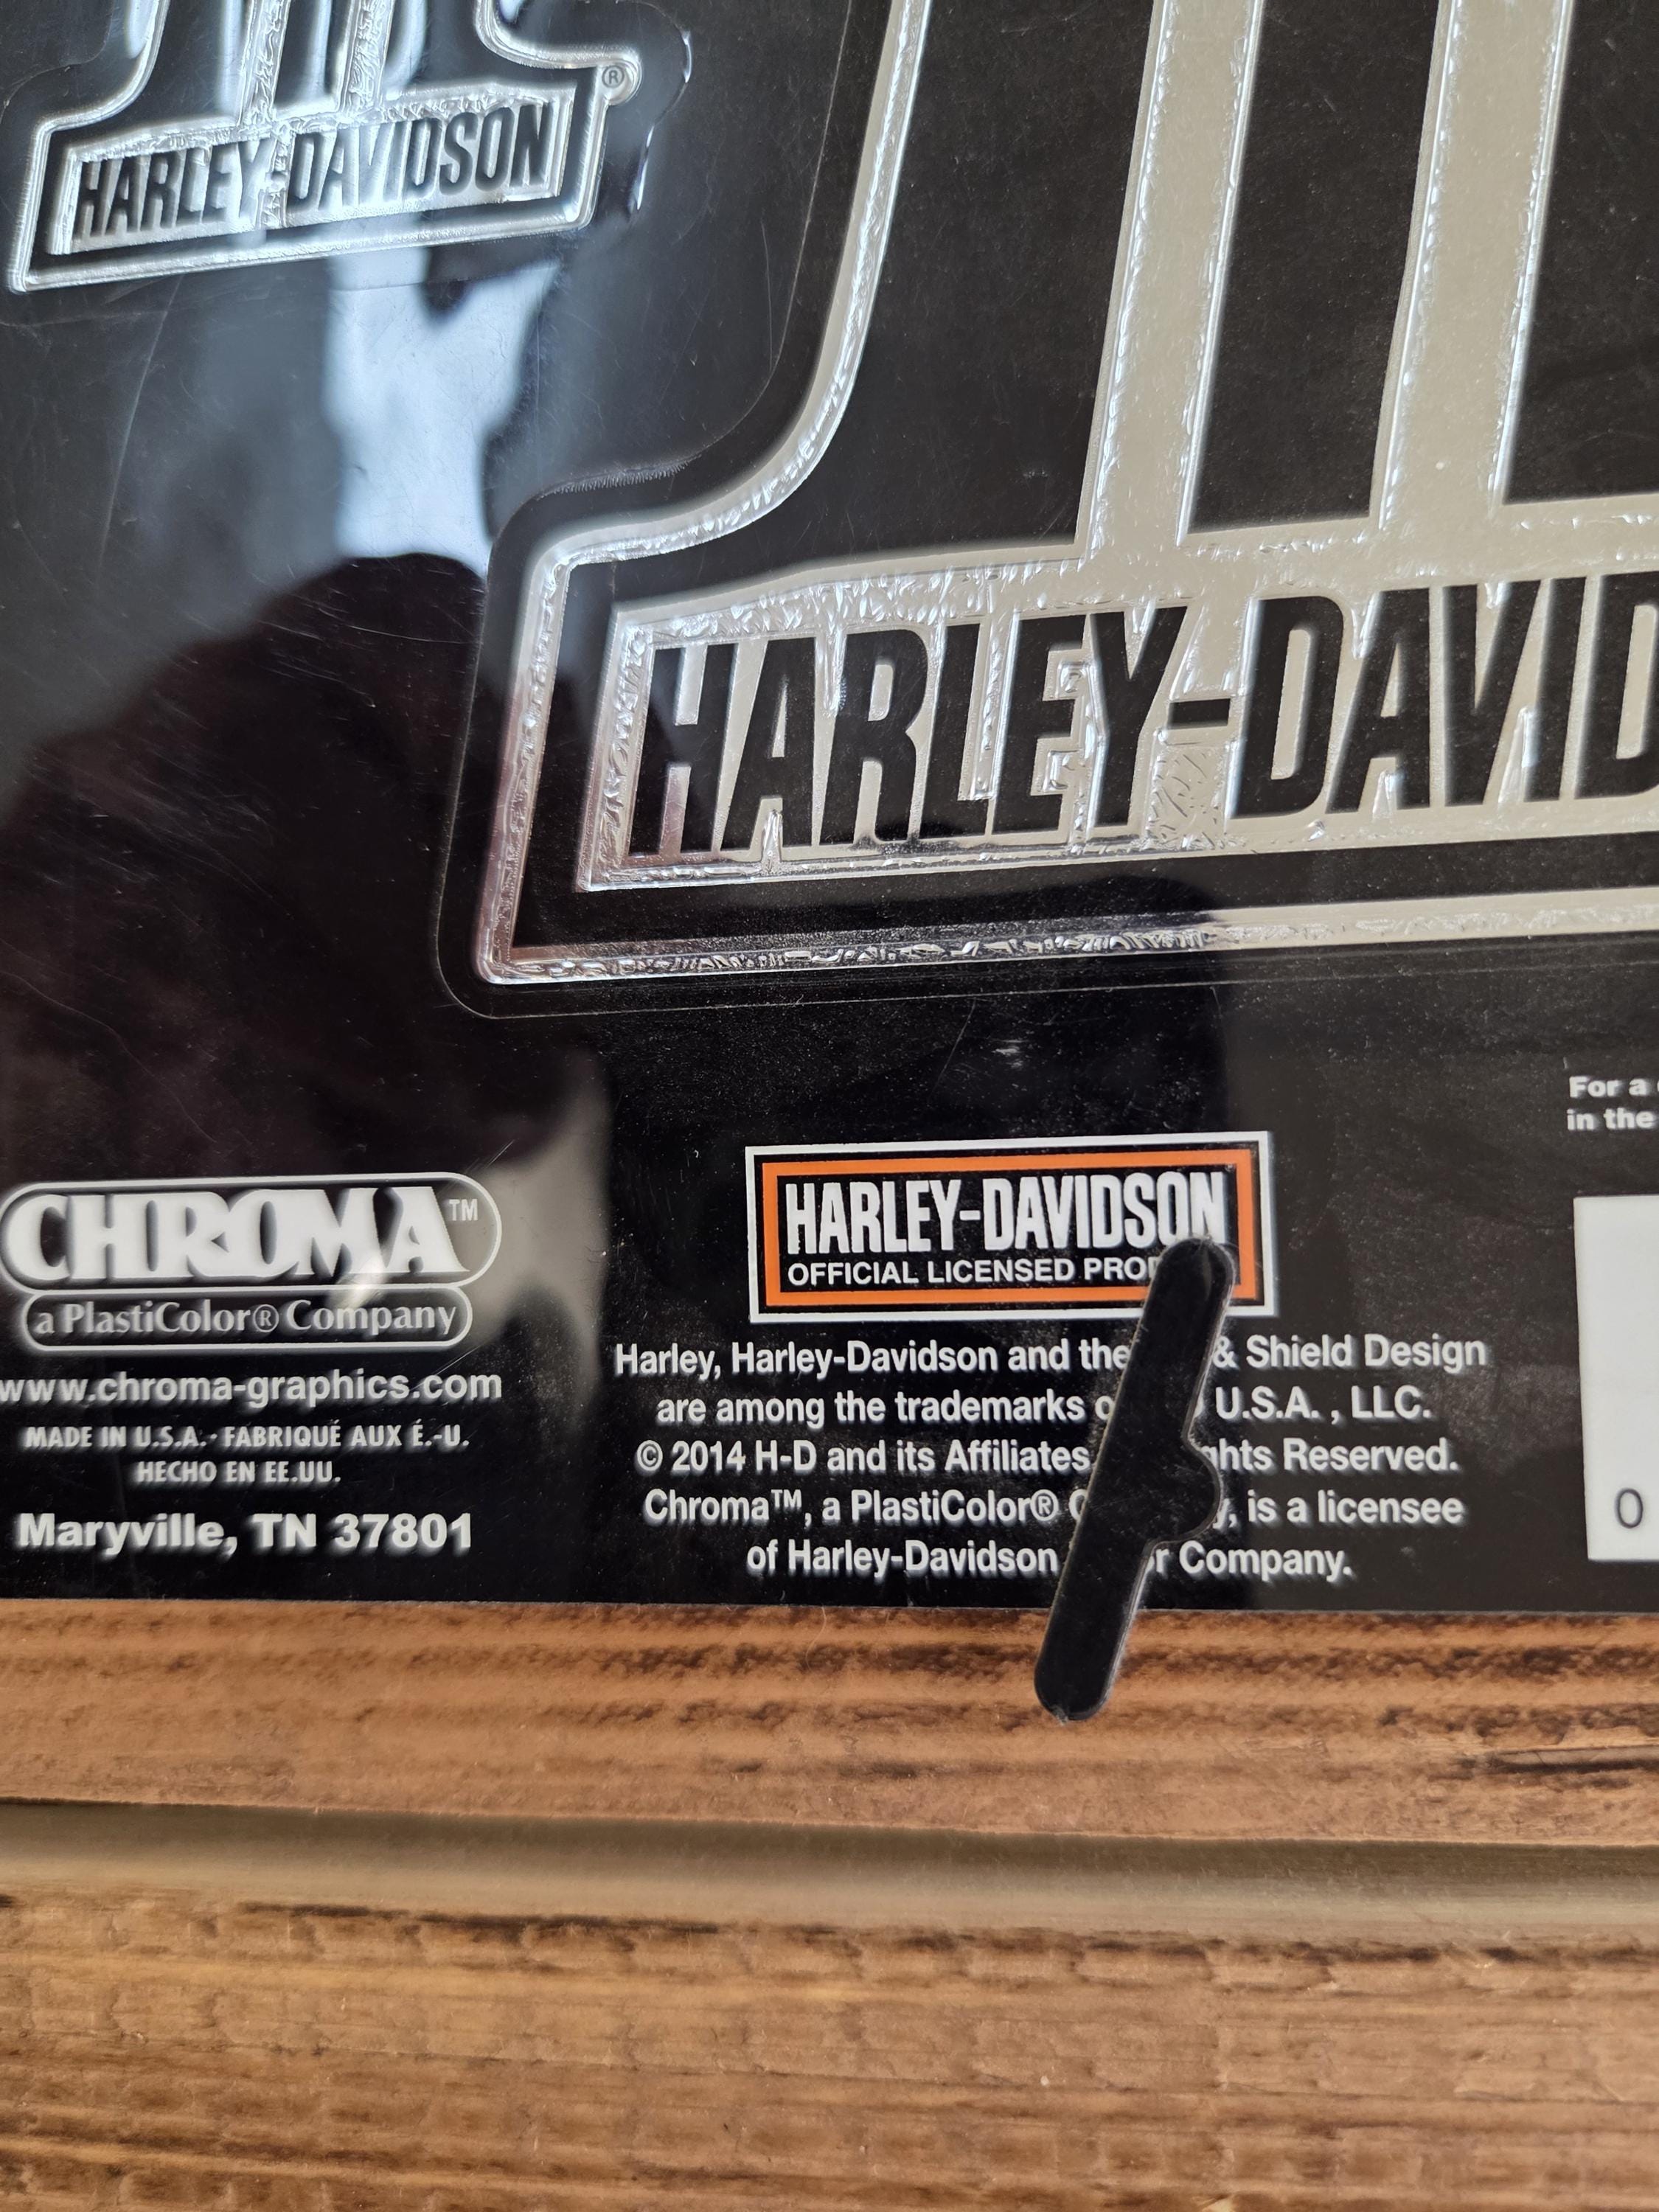 HARLEY-DAVIDSON ®
HARLEY-DAVID
For a
in the
CHROMA™
a PlastiColor® Company
www.chroma-graphics.com
MADE IN U.S.A. · FABRIQUÉ AUX É.-U.
HECHO EN EE.UU.
Maryville, TN 37801
HARLEY-DAVIDSON
OFFICIAL LICENSED
Harley, Harley-Davidson and the & Shield Design
are among the trademarks U.S.A. , LLC.
© 2014 H-D and its Affiliates Reserved.
Chroma™, a PlastiColor® is a licensee
of Harley-Davidson Company.
0